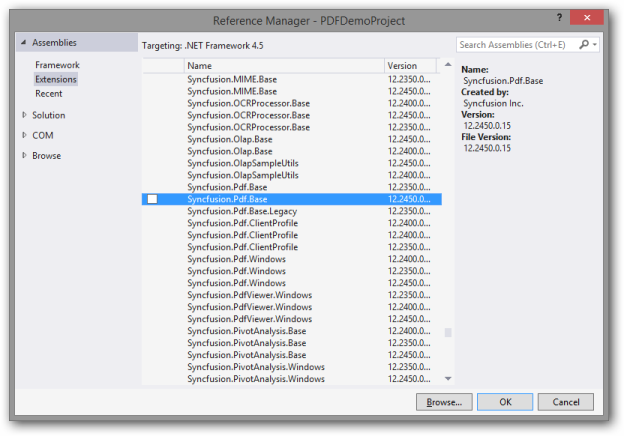 Reference Manager - PDFDemoProject
? ×
Assemblies
Framework
Extensions
Recent
Solution
COM
Browse
Targeting: .NET Framework 4.5
Name Version
Syncfusion.MIME.Base 12.2350.0...
Syncfusion.MIME.Base 12.2450.0...
Syncfusion.OCRProcessor.Base 12.2400.0...
Syncfusion.OCRProcessor.Base 12.2450.0...
Syncfusion.OCRProcessor.Base 12.2350.0...
Syncfusion.Olap.Base 12.2450.0...
Syncfusion.Olap.Base 12.2400.0...
Syncfusion.OlapSampleUtils 12.2450.0...
Syncfusion.OlapSampleUtils 12.2400.0...
Syncfusion.Pdf.Base 12.2350.0...
Syncfusion.Pdf.Base 12.2450.0...
Syncfusion.Pdf.Base.Legacy 12.2350.0...
Syncfusion.Pdf.ClientProfile 12.2400.0...
Syncfusion.Pdf.ClientProfile 12.2450.0...
Syncfusion.Pdf.ClientProfile 12.2350.0...
Syncfusion.Pdf.Windows 12.2400.0...
Syncfusion.Pdf.Windows 12.2350.0...
Syncfusion.Pdf.Windows 12.2450.0...
Syncfusion.PdfViewer.Windows 12.2350.0...
Syncfusion.PdfViewer.Windows 12.2400.0...
Syncfusion.PdfViewer.Windows 12.2450.0...
Syncfusion.PivotAnalysis.Base 12.2400.0...
Syncfusion.PivotAnalysis.Base 12.2350.0...
Syncfusion.PivotAnalysis.Base 12.2450.0...
Syncfusion.PivotAnalysis.Windows 12.2350.0...
Syncfusion.PivotAnalysis.Windows 12.2450.0...
Search Assemblies (Ctrl+E)
Name:
Syncfusion.Pdf.Base
Created by:
Syncfusion Inc.
Version:
12.2450.0.15
File Version:
12.2450.0.15
Browse... OK Cancel